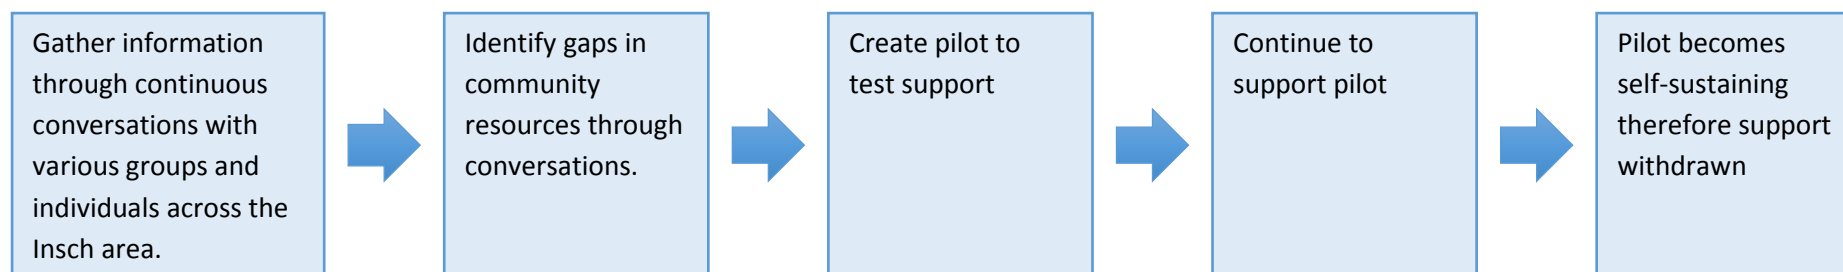 Gather information
through continuous
conversations with
various groups and
individuals across the
Insch area.
Identify gaps in
community
resources through
conversations.
Create pilot to
test support
Continue to
support pilot
Pilot becomes
self-sustaining
therefore support
withdrawn